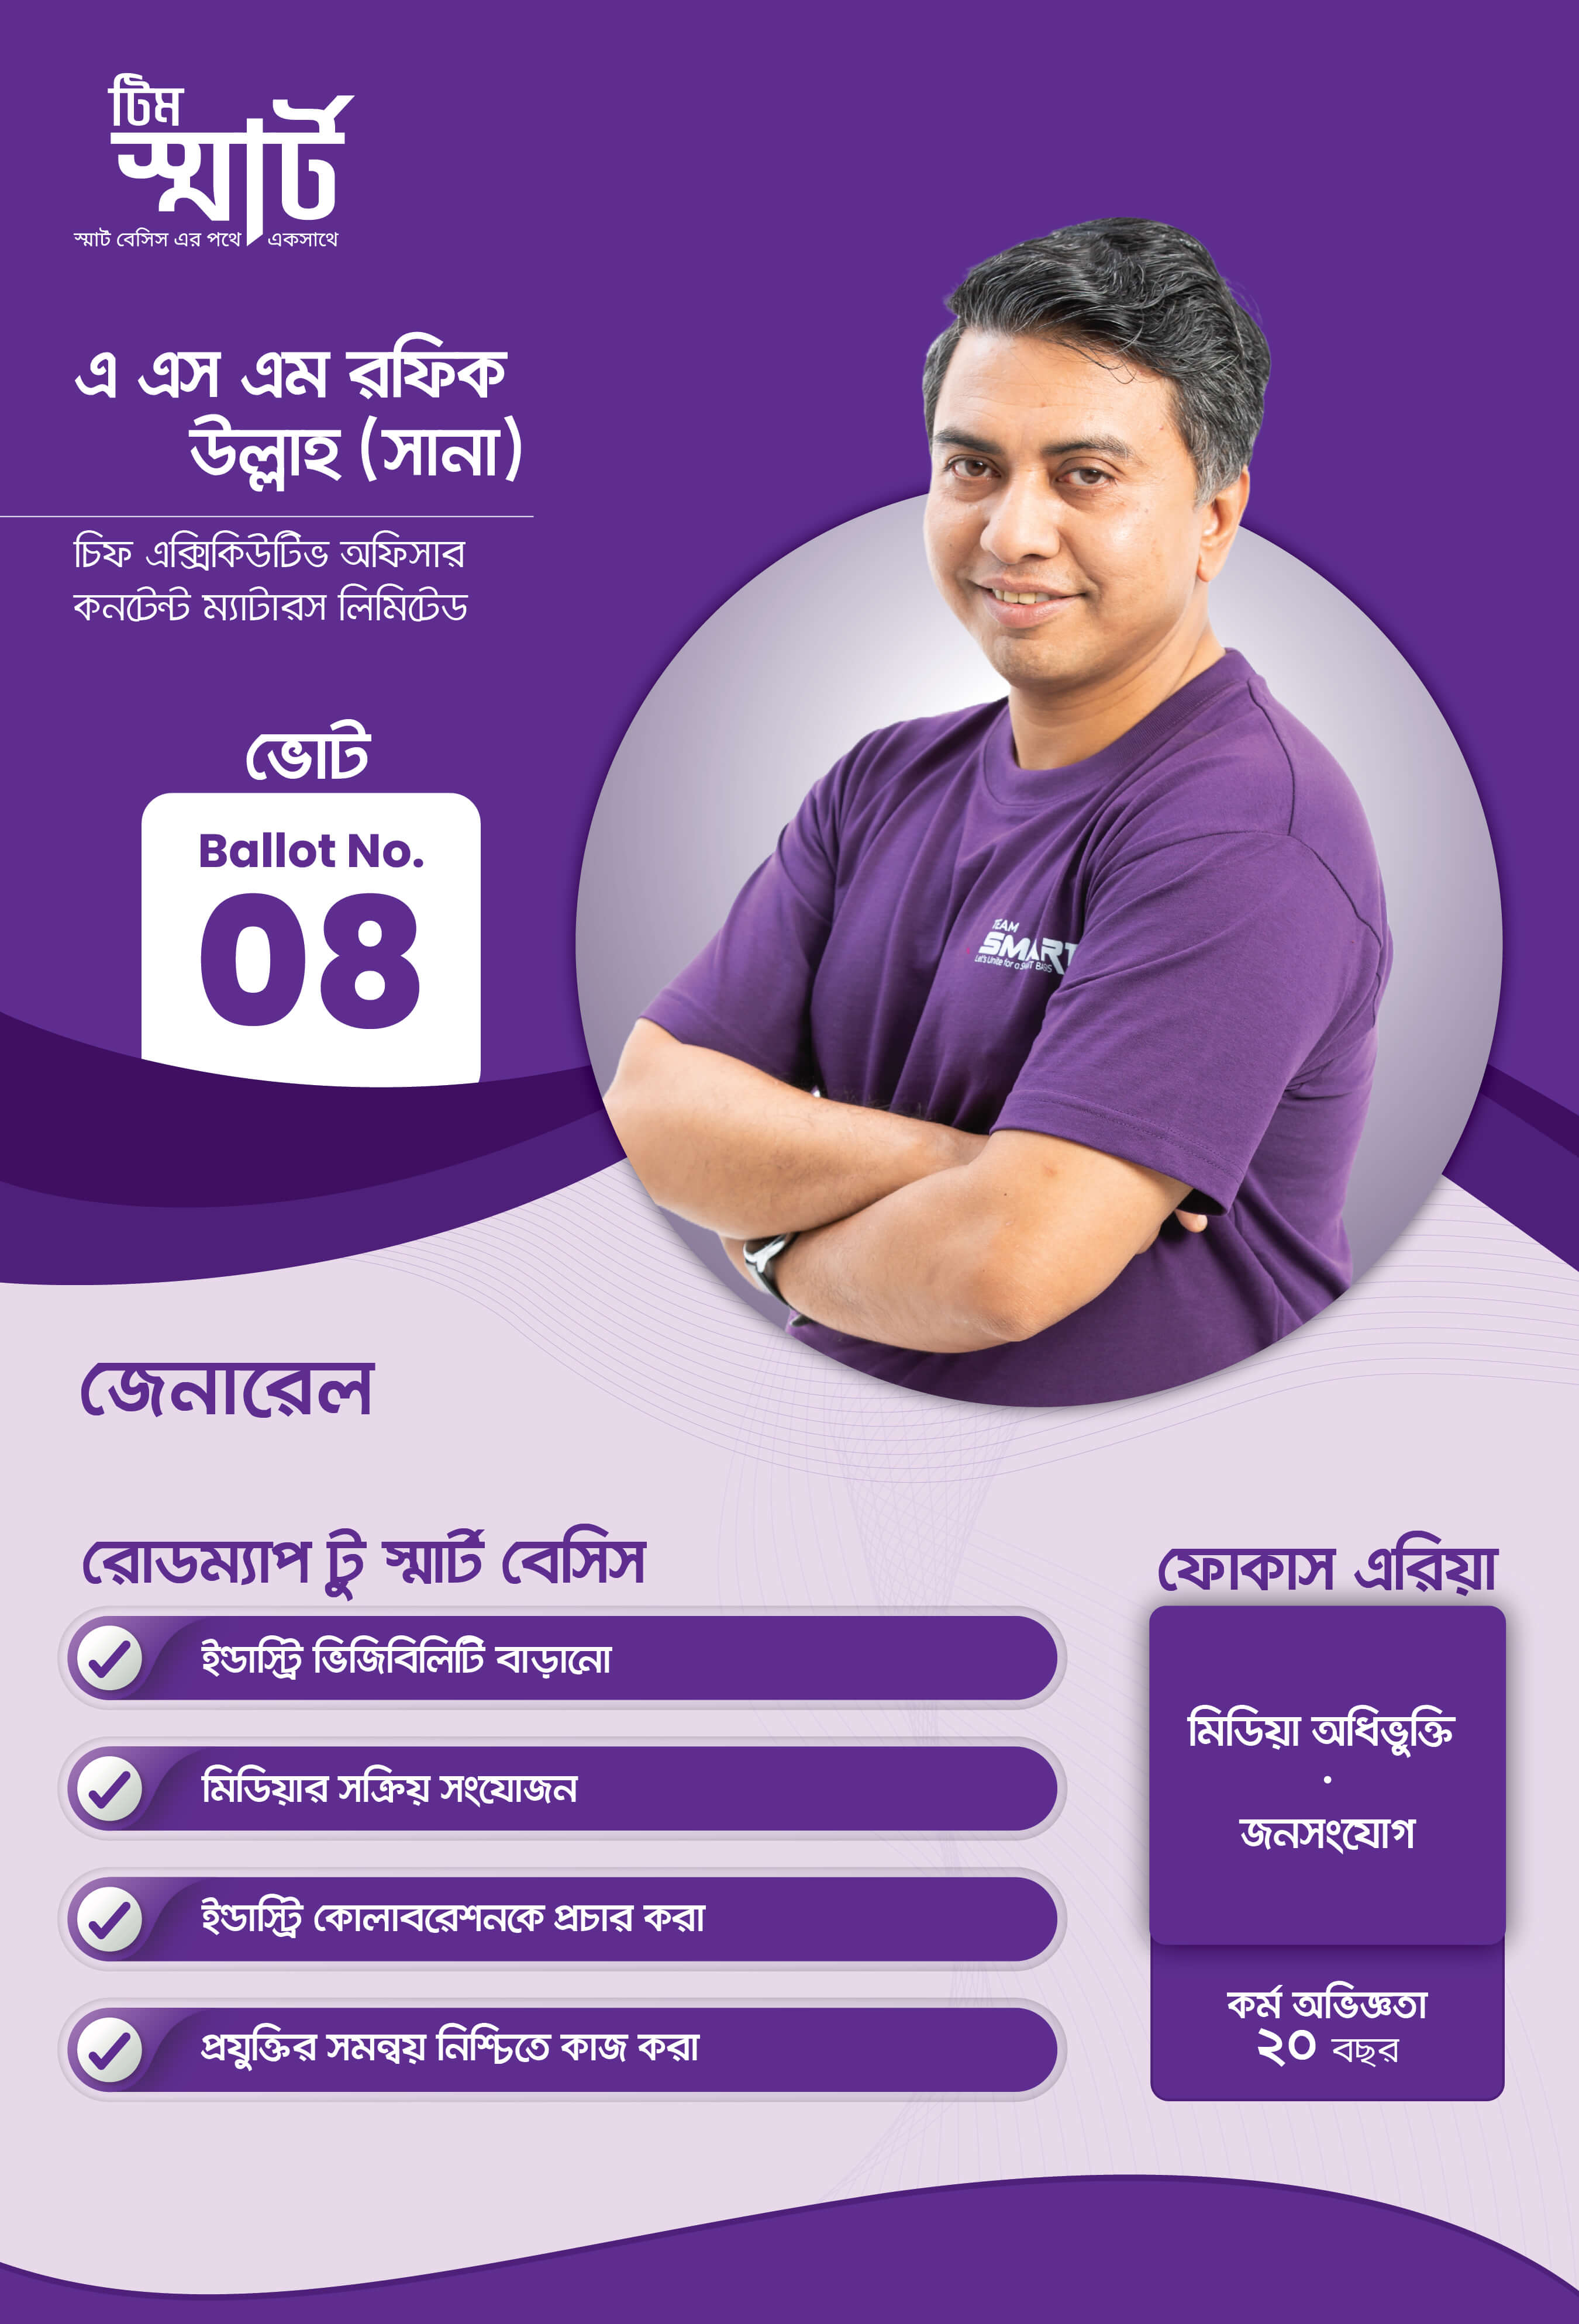 টিম
স্মার্ট
স্মার্ট বেসিস এর পথে একসাথে
এ এস এম রফিক
উল্লাহ (সানা)
চিফ এক্সিকিউটিভ অফিসার
কনটেন্ট ম্যাটারস লিমিটেড
ভোট
Ballot No.
08
TEAM
SMART
Let's Unite for a SMART BASIS
জেনারেল
রোডম্যাপ টু স্মার্ট বেসিস
ইন্ডাস্ট্রি ভিজিবিলিটি বাড়ানো
মিডিয়ার সক্রিয় সংযোজন
ইন্ডাস্ট্রি কোলাবরেশনকে প্রচার করা
প্রযুক্তির সমন্বয় নিশ্চিতে কাজ করা
ফোকাস এরিয়া
মিডিয়া অধিভুক্তি
·
জনসংযোগ
কর্ম অভিজ্ঞতা
২০ বছর